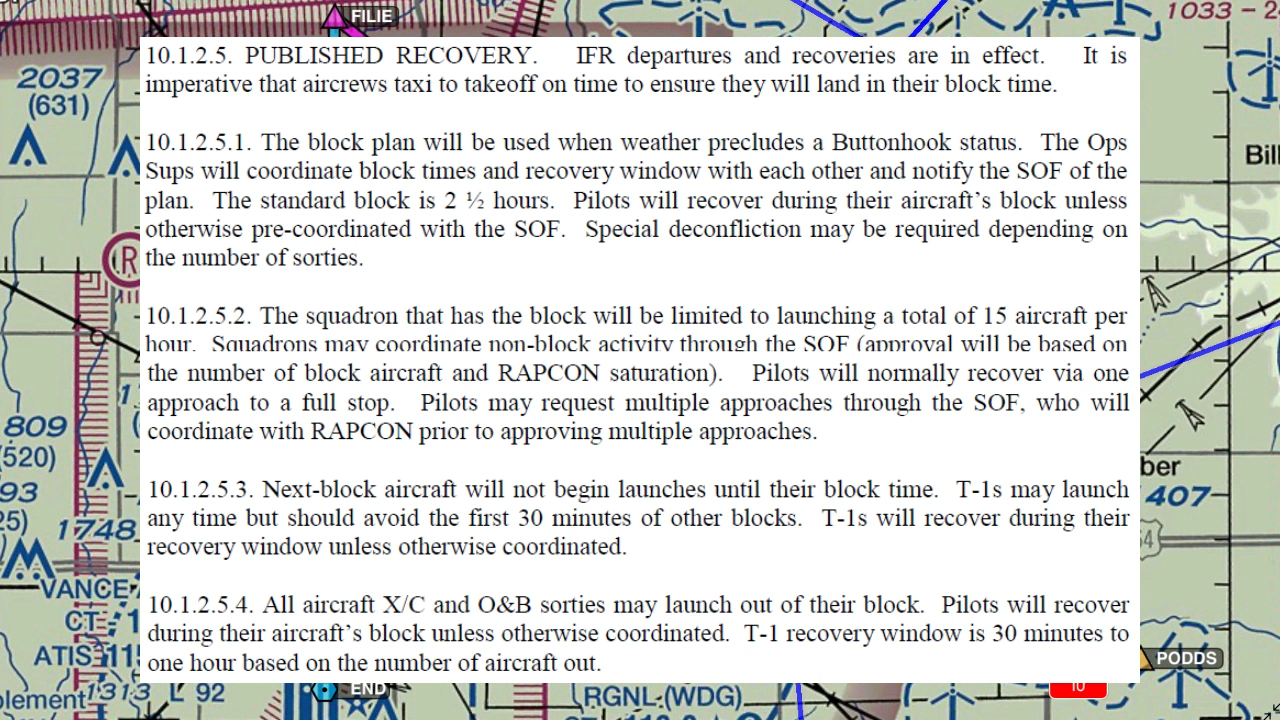 FILIE
1033 - 2
2037
(631)
10.1.2.5. PUBLISHED RECOVERY. IFR departures and recoveries are in effect. It is
imperative that aircrews taxi to takeoff on time to ensure they will land in their block time.
10.1.2.5.1. The block plan will be used when weather precludes a Buttonhook status. The Ops
Sups will coordinate block times and recovery window with each other and notify the SOF of the
plan. The standard block is 2 ½ hours. Pilots will recover during their aircraft's block unless
otherwise pre-coordinated with the SOF. Special deconfliction may be required depending on
the number of sorties.
Bil
R
10.1.2.5.2. The squadron that has the block will be limited to launching a total of 15 aircraft per
hour. Squadrons may coordinate non-block activity through the SOF (approval will be based on
the number of block aircraft and RAPCON saturation). Pilots will normally recover via one
approach to a full stop. Pilots may request multiple approaches through the SOF, who will
coordinate with RAPCON prior to approving multiple approaches.
809
(520)
93
25)
1748
ber
407
10.1.2.5.3. Next-block aircraft will not begin launches until their block time. T-1s may launch
any time but should avoid the first 30 minutes of other blocks. T-1s will recover during their
recovery window unless otherwise coordinated.
VANCE
CT - 1
ATIS 11
10.1.2.5.4. All aircraft X/C and O&B sorties may launch out of their block. Pilots will recover
during their aircraft's block unless otherwise coordinated. T-1 recovery window is 30 minutes to
one hour based on the number of aircraft out.
PODDS
plement 1313 L 92
END
RGNL (WDG)
10